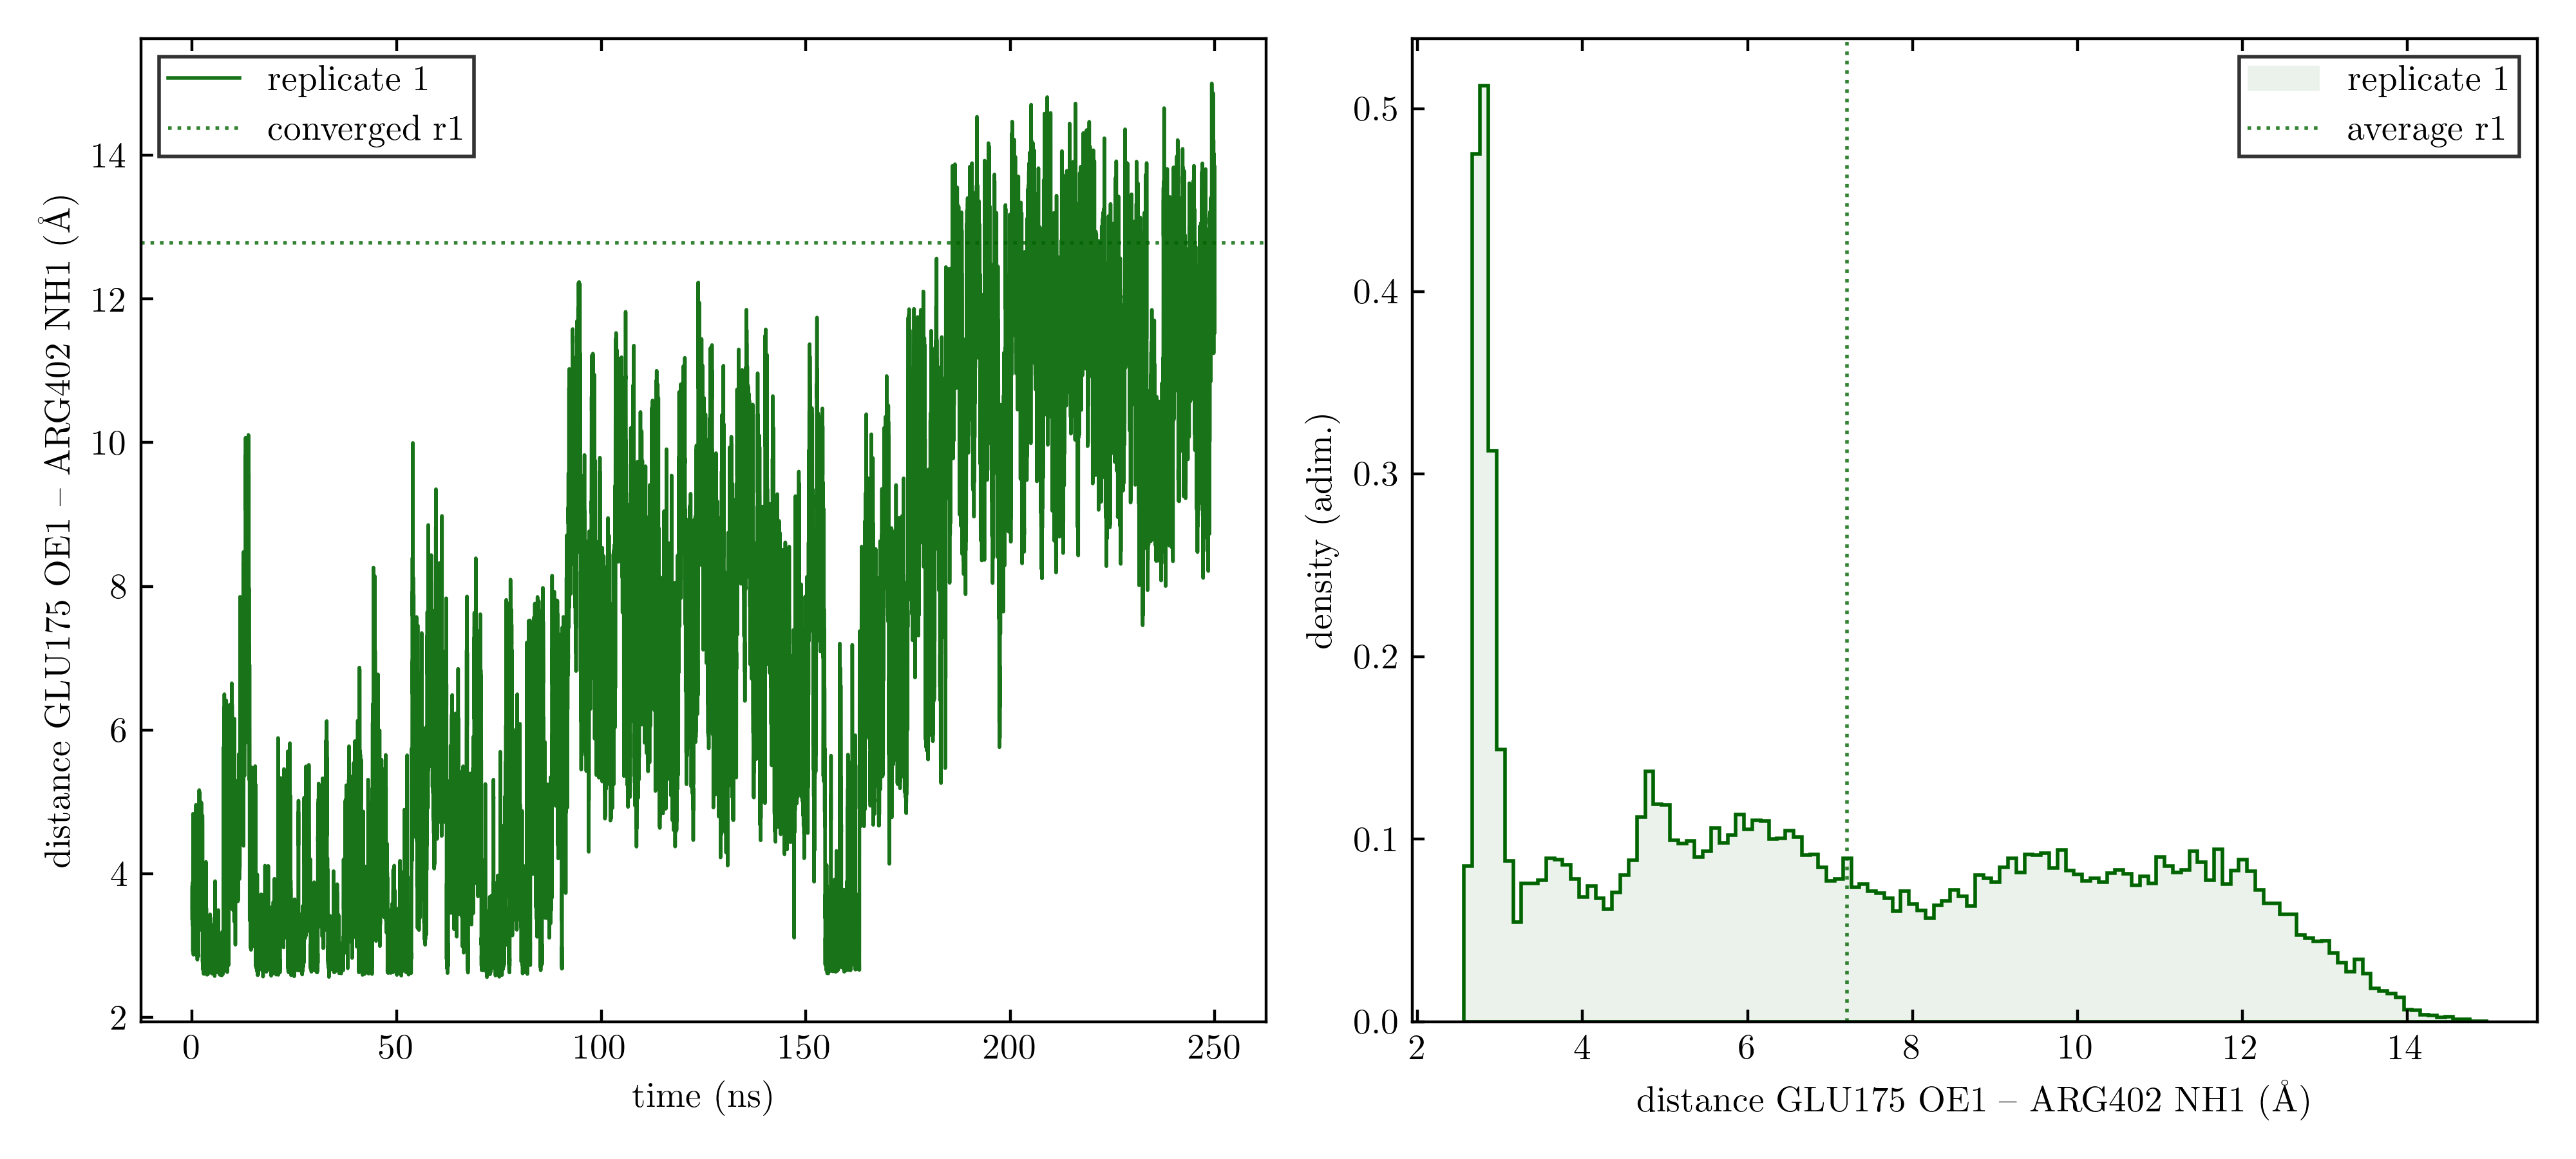 replicate 1
converged r1
14
12
10
8
6
4
2
distance GLU175 OE1 – ARG402 NH1 (Å)
0 50 100 150 200 250
time (ns)
replicate 1
average r1
0.5
0.4
0.3
0.2
0.1
0.0
density (adim.)
2 4 6 8 10 12 14
distance GLU175 OE1 – ARG402 NH1 (Å)